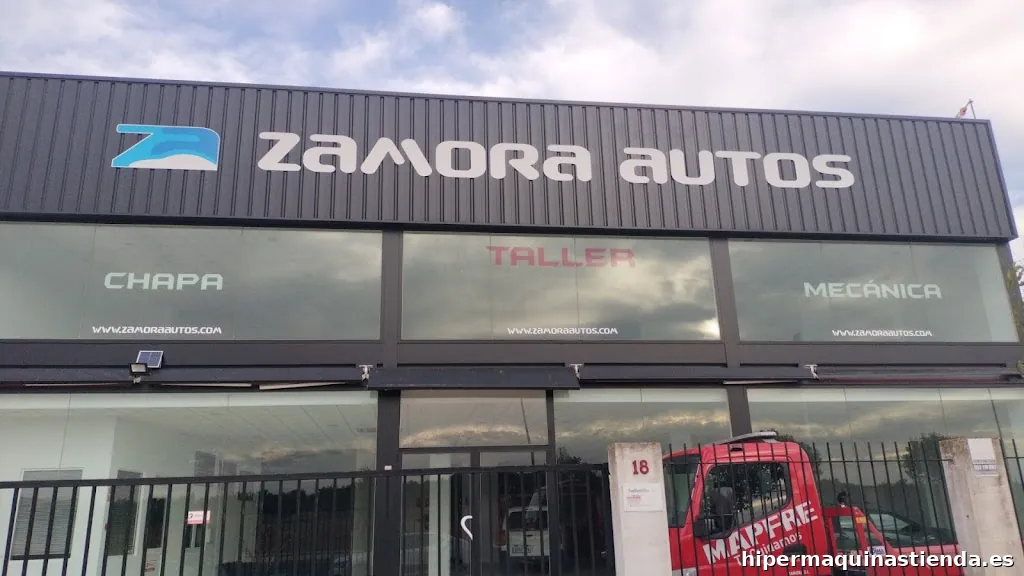 ZAMORA AUTOS
CHAPA
TALLER
MECÁNICA
WWW.ZAMORAAUTOS.COM
WWW.ZAMORAAUTOS.COM
WWW.ZAMORAAUTOS.COM
18
MAPFRE
hipermaquinastienda.es